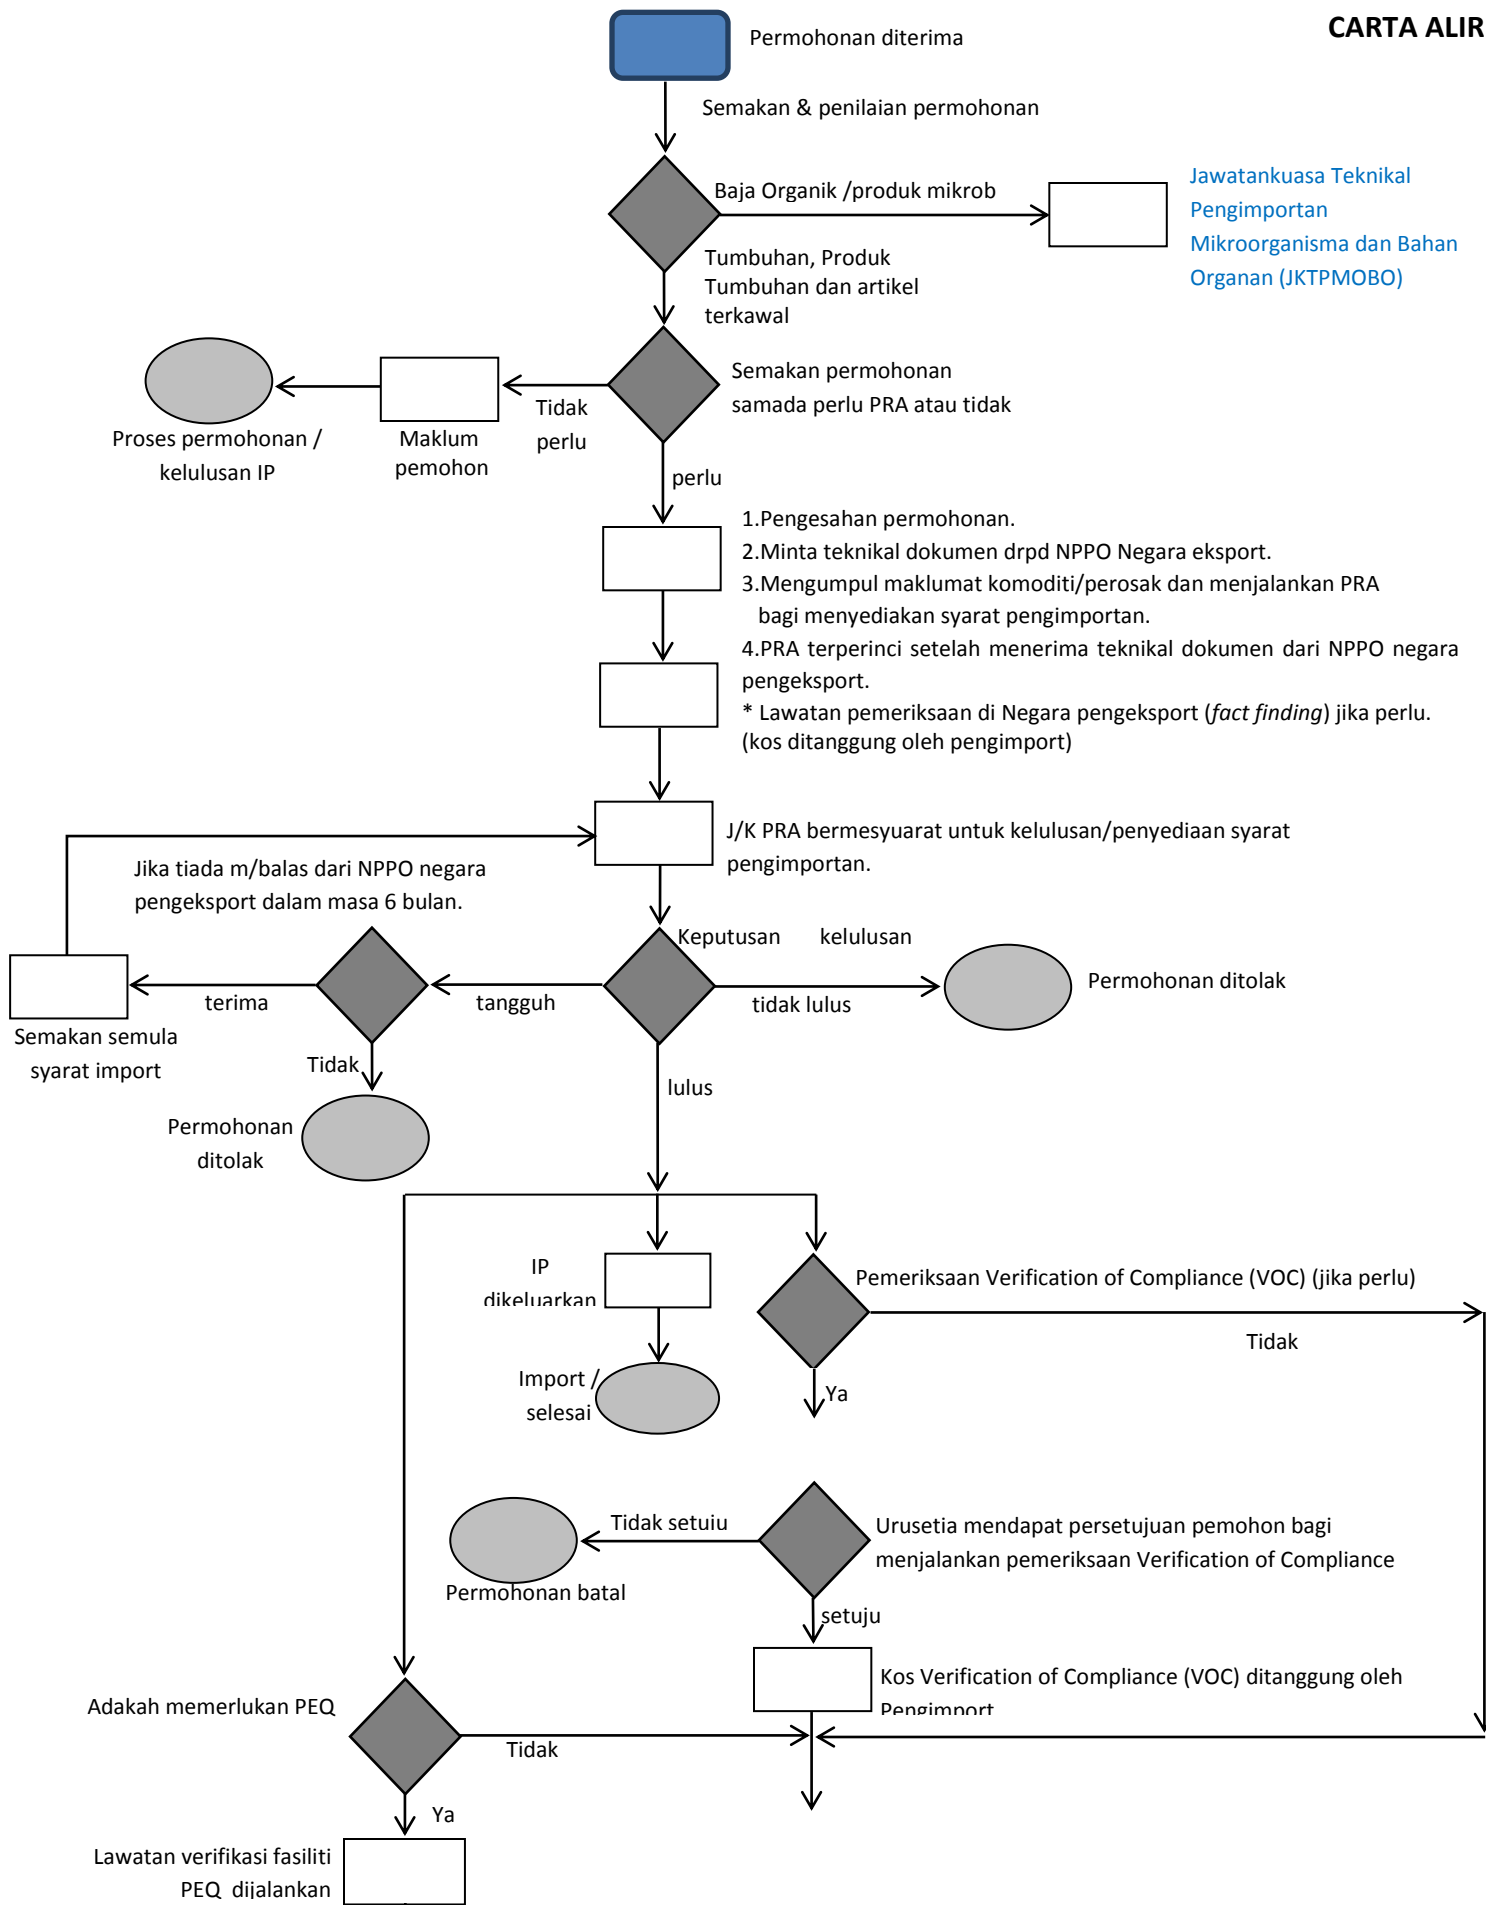 CARTA ALIR
Permohonan diterima
Semakan & penilaian permohonan
Baja Organik /produk mikrob
Jawatankuasa Teknikal
Pengimportan
Mikroorganisma dan Bahan
Organan (JKTPMOBO)
Tumbuhan, Produk
Tumbuhan dan artikel
terkawal
Semakan permohonan
samada perlu PRA atau tidak
Tidak
perlu
Maklum
pemohon
Proses permohonan /
kelulusan IP
perlu
1.Pengesahan permohonan.
2.Minta teknikal dokumen drpd NPPO Negara eksport.
3.Mengumpul maklumat komoditi/perosak dan menjalankan PRA
bagi menyediakan syarat pengimportan.
4.PRA terperinci setelah menerima teknikal dokumen dari NPPO negara
pengeksport.
* Lawatan pemeriksaan di Negara pengeksport (fact finding) jika perlu.
(kos ditanggung oleh pengimport)
J/K PRA bermesyuarat untuk kelulusan/penyediaan syarat
pengimportan.
Jika tiada m/balas dari NPPO negara
pengeksport dalam masa 6 bulan.
Keputusan kelulusan
Permohonan ditolak
tidak lulus
tangguh
terima
Semakan semula
syarat import
Tidak
Permohonan
ditolak
lulus
IP
dikeluarkan
Pemeriksaan Verification of Compliance (VOC) (jika perlu)
Tidak
Import /
selesai
Ya
Tidak setuju
Urusetia mendapat persetujuan pemohon bagi
menjalankan pemeriksaan Verification of Compliance
Permohonan batal
setuju
Kos Verification of Compliance (VOC) ditanggung oleh
Pengimport
Adakah memerlukan PEQ
Tidak
Ya
Lawatan verifikasi fasiliti
PEQ dijalankan